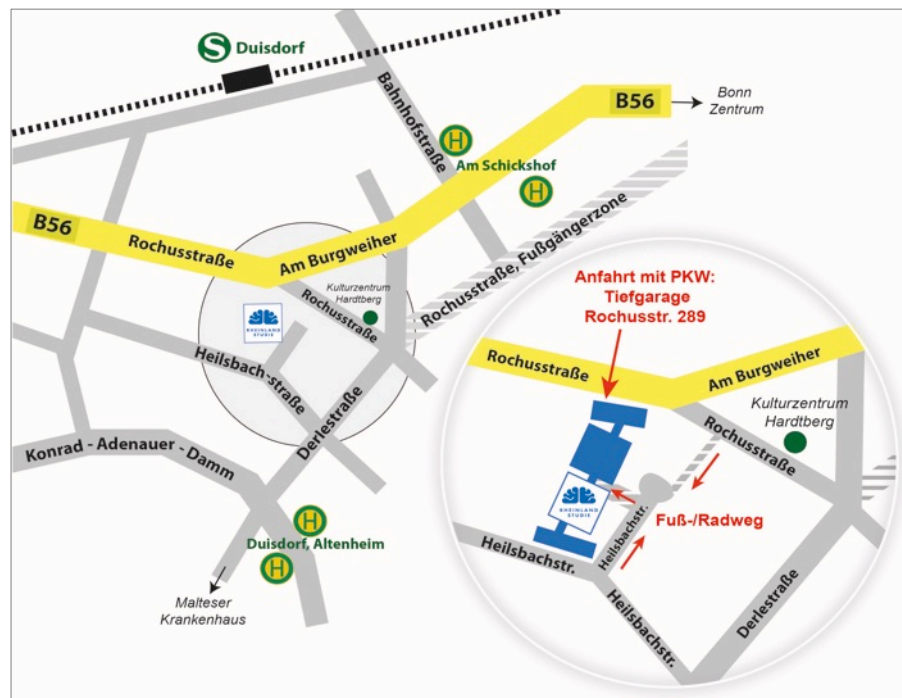 S Duisdorf
B56
Bonn
Zentrum
Bahnhofstraße
H
Am Schickshof
H
B56
Rochusstraße
Am Burgweiher
Rochusstraße, Fußgängerzone
Kulturzentrum
Hardtberg
Rochusstraße
RHEINLAND
STUDIE
Heilsbach-straße
Derlestraße
Konrad - Adenauer - Damm
H
Duisdorf, Altenheim
H
Malteser
Krankenhaus
Anfahrt mit PKW:
Tiefgarage
Rochusstr. 289
Rochusstraße
Am Burgweiher
Kulturzentrum
Hardtberg
Rochusstraße
RHEINLAND
STUDIE
Fuß-/Radweg
Heilsbachstr.
Heilsbachstr.
Heilsbachstr.
Derlestraße